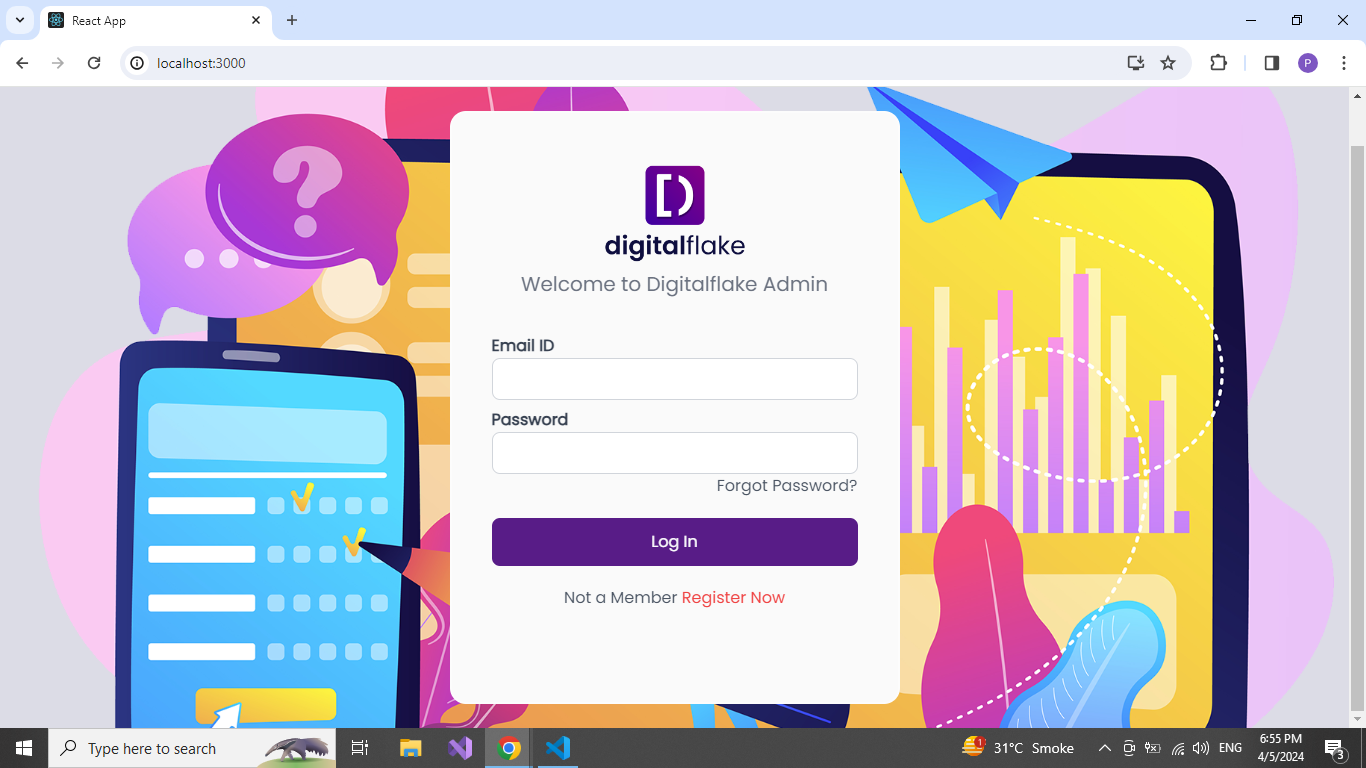 React App
localhost:3000
P
?
D
digitalflake
Welcome to Digitalflake Admin
Email ID
Password
Forgot Password?
Log In
Not a Member Register Now
Type here to search
1
31°C Smoke
ENG
6:55 PM
4/5/2024
3